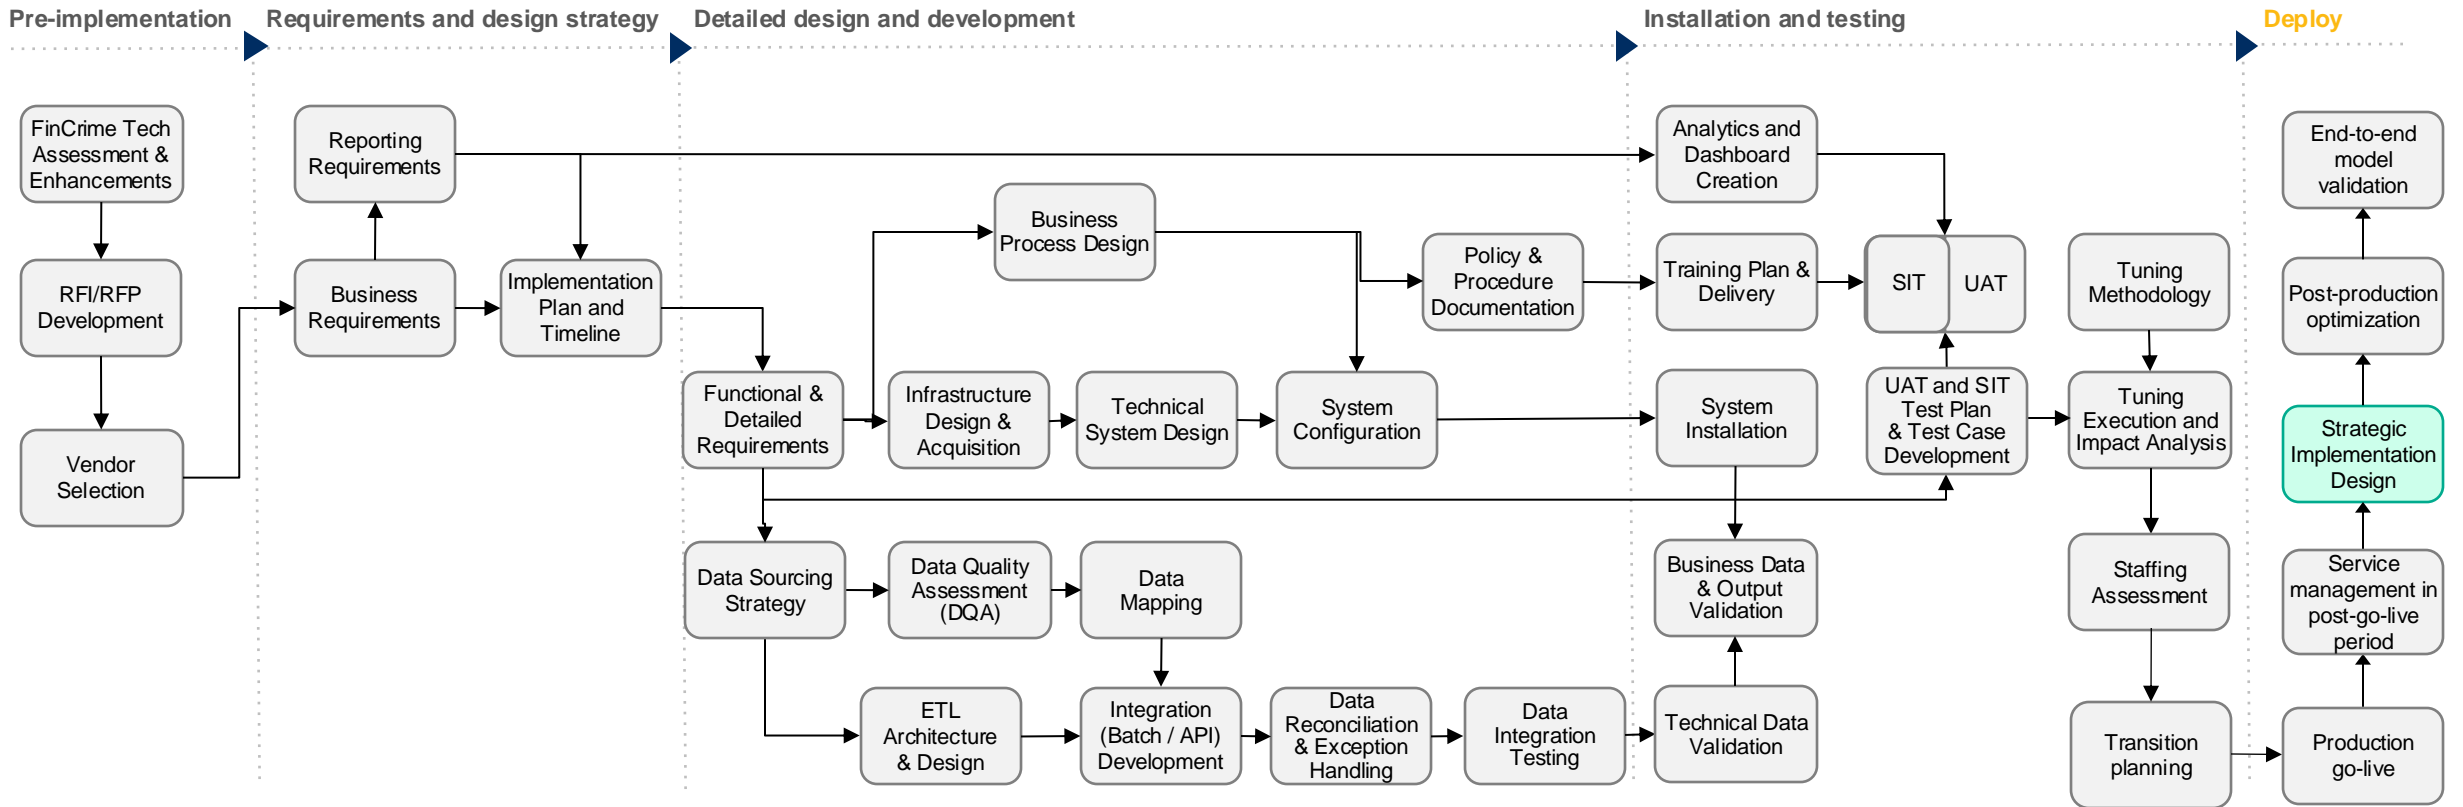 Pre-implementation
Requirements and design strategy
Detailed design and development
Installation and testing
Deploy
FinCrime Tech
Assessment &
Enhancements
RFI/RFP
Development
Vendor
Selection
Reporting
Requirements
Business
Requirements
Implementation
Plan and
Timeline
Functional &
Detailed
Requirements
Business
Process Design
Infrastructure
Design &
Acquisition
Technical
System Design
System
Configuration
Policy &
Procedure
Documentation
Data Sourcing
Strategy
Data Quality
Assessment
(DQA)
Data
Mapping
ETL
Architecture
& Design
Integration
(Batch / API)
Development
Data
Reconciliation
& Exception
Handling
Data
Integration
Testing
Analytics and
Dashboard
Creation
Training Plan &
Delivery
SIT
UAT
System
Installation
UAT and SIT
Test Plan
& Test Case
Development
Business Data
& Output
Validation
Technical Data
Validation
Tuning
Methodology
Tuning
Execution and
Impact Analysis
Staffing
Assessment
Transition
planning
End-to-end
model
validation
Post-production
optimization
Strategic
Implementation
Design
Service
management in
post-go-live
period
Production
go-live